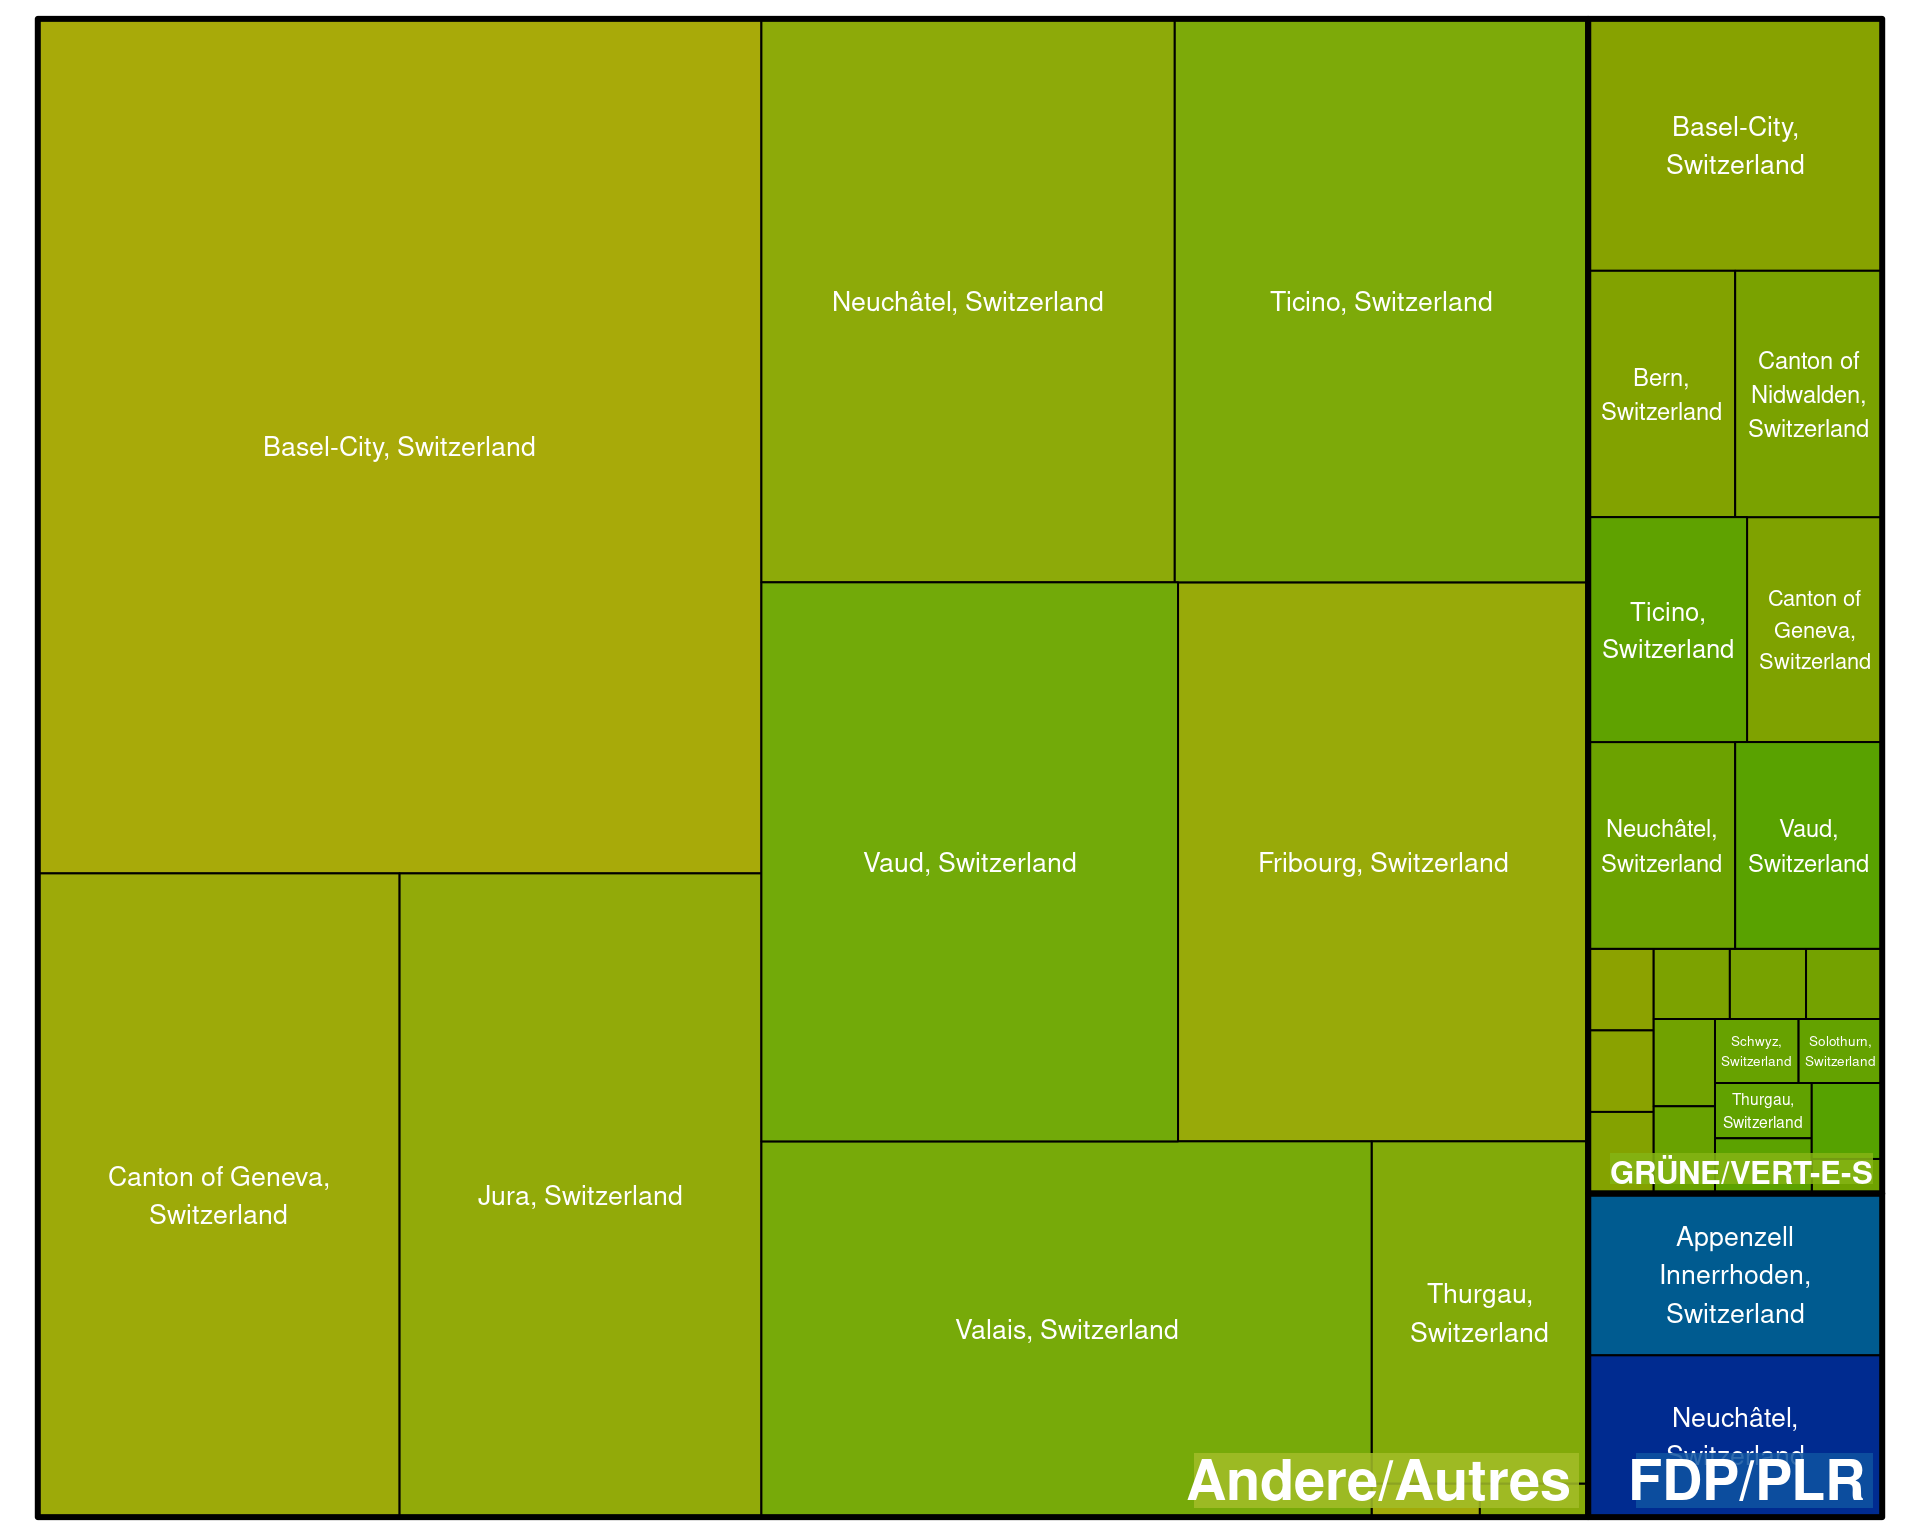 Basel-City, Switzerland
Neuchâtel, Switzerland
Ticino, Switzerland
Vaud, Switzerland
Fribourg, Switzerland
Canton of Geneva,
Switzerland
Jura, Switzerland
Valais, Switzerland
Thurgau,
Switzerland
Andere/Autres
Basel-City,
Switzerland
Bern,
Switzerland
Canton of
Nidwalden,
Switzerland
Ticino,
Switzerland
Canton of
Geneva,
Switzerland
Neuchâtel,
Switzerland
Vaud,
Switzerland
Schwyz,
Switzerland
Solothurn,
Switzerland
Thurgau,
Switzerland
GRÜNE/VERT-E-S
Appenzell
Innerrhoden,
Switzerland
Neuchâtel,
Switzerland
FDP/PLR